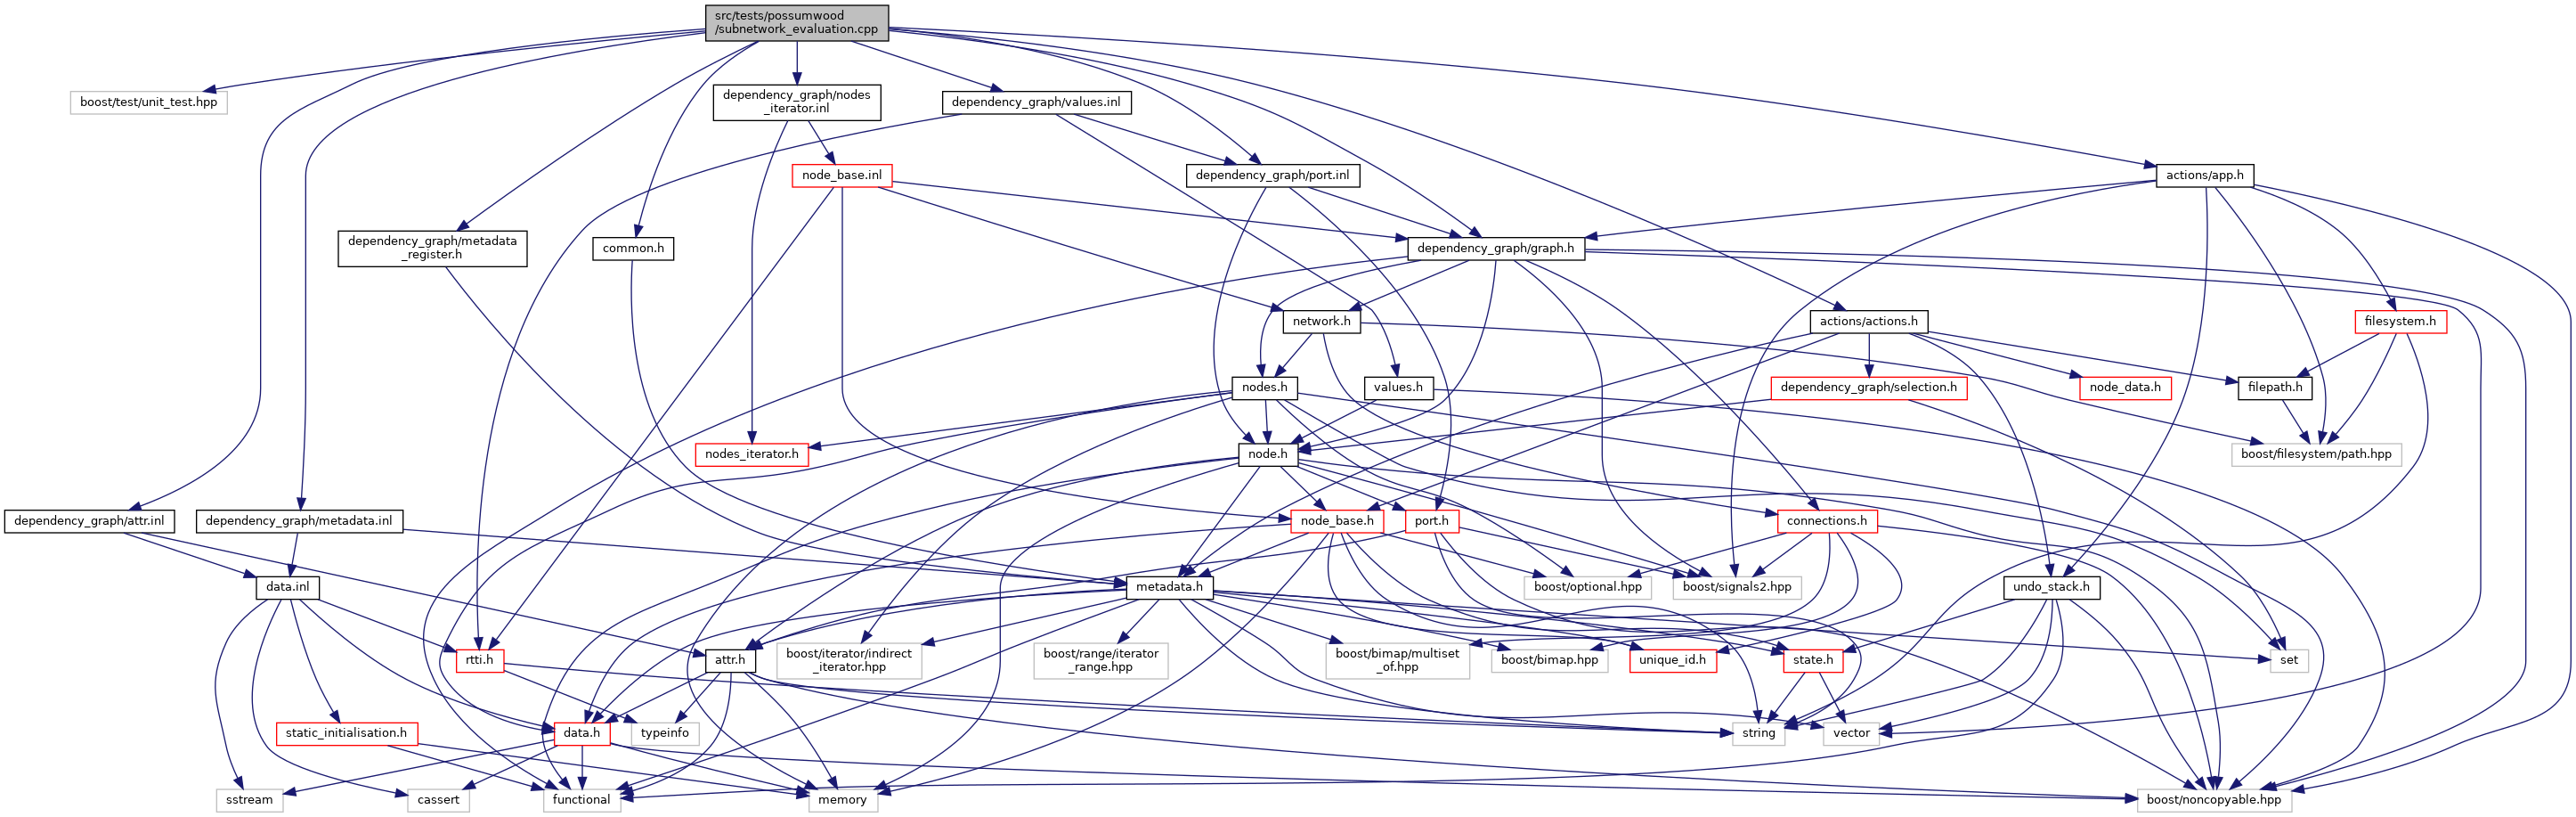 src/tests/possumwood
/subnetwork_evaluation.cpp
boost/test/unit_test.hpp
dependency_graph/nodes
_iterator.inl
dependency_graph/values.inl
node_base.inl
dependency_graph/port.inl
actions/app.h
dependency_graph/metadata
_register.h
common.h
dependency_graph/graph.h
network.h
actions/actions.h
filesystem.h
nodes.h
values.h
dependency_graph/selection.h
node_data.h
filepath.h
nodes_iterator.h
node.h
boost/filesystem/path.hpp
dependency_graph/attr.inl
dependency_graph/metadata.inl
node_base.h
port.h
connections.h
data.inl
metadata.h
boost/optional.hpp
boost/signals2.hpp
undo_stack.h
rtti.h
attr.h
boost/iterator/indirect
_iterator.hpp
boost/range/iterator
_range.hpp
boost/bimap/multiset
_of.hpp
boost/bimap.hpp
unique_id.h
state.h
set
static_initialisation.h
data.h
typeinfo
string
vector
sstream
cassert
functional
memory
boost/noncopyable.hpp